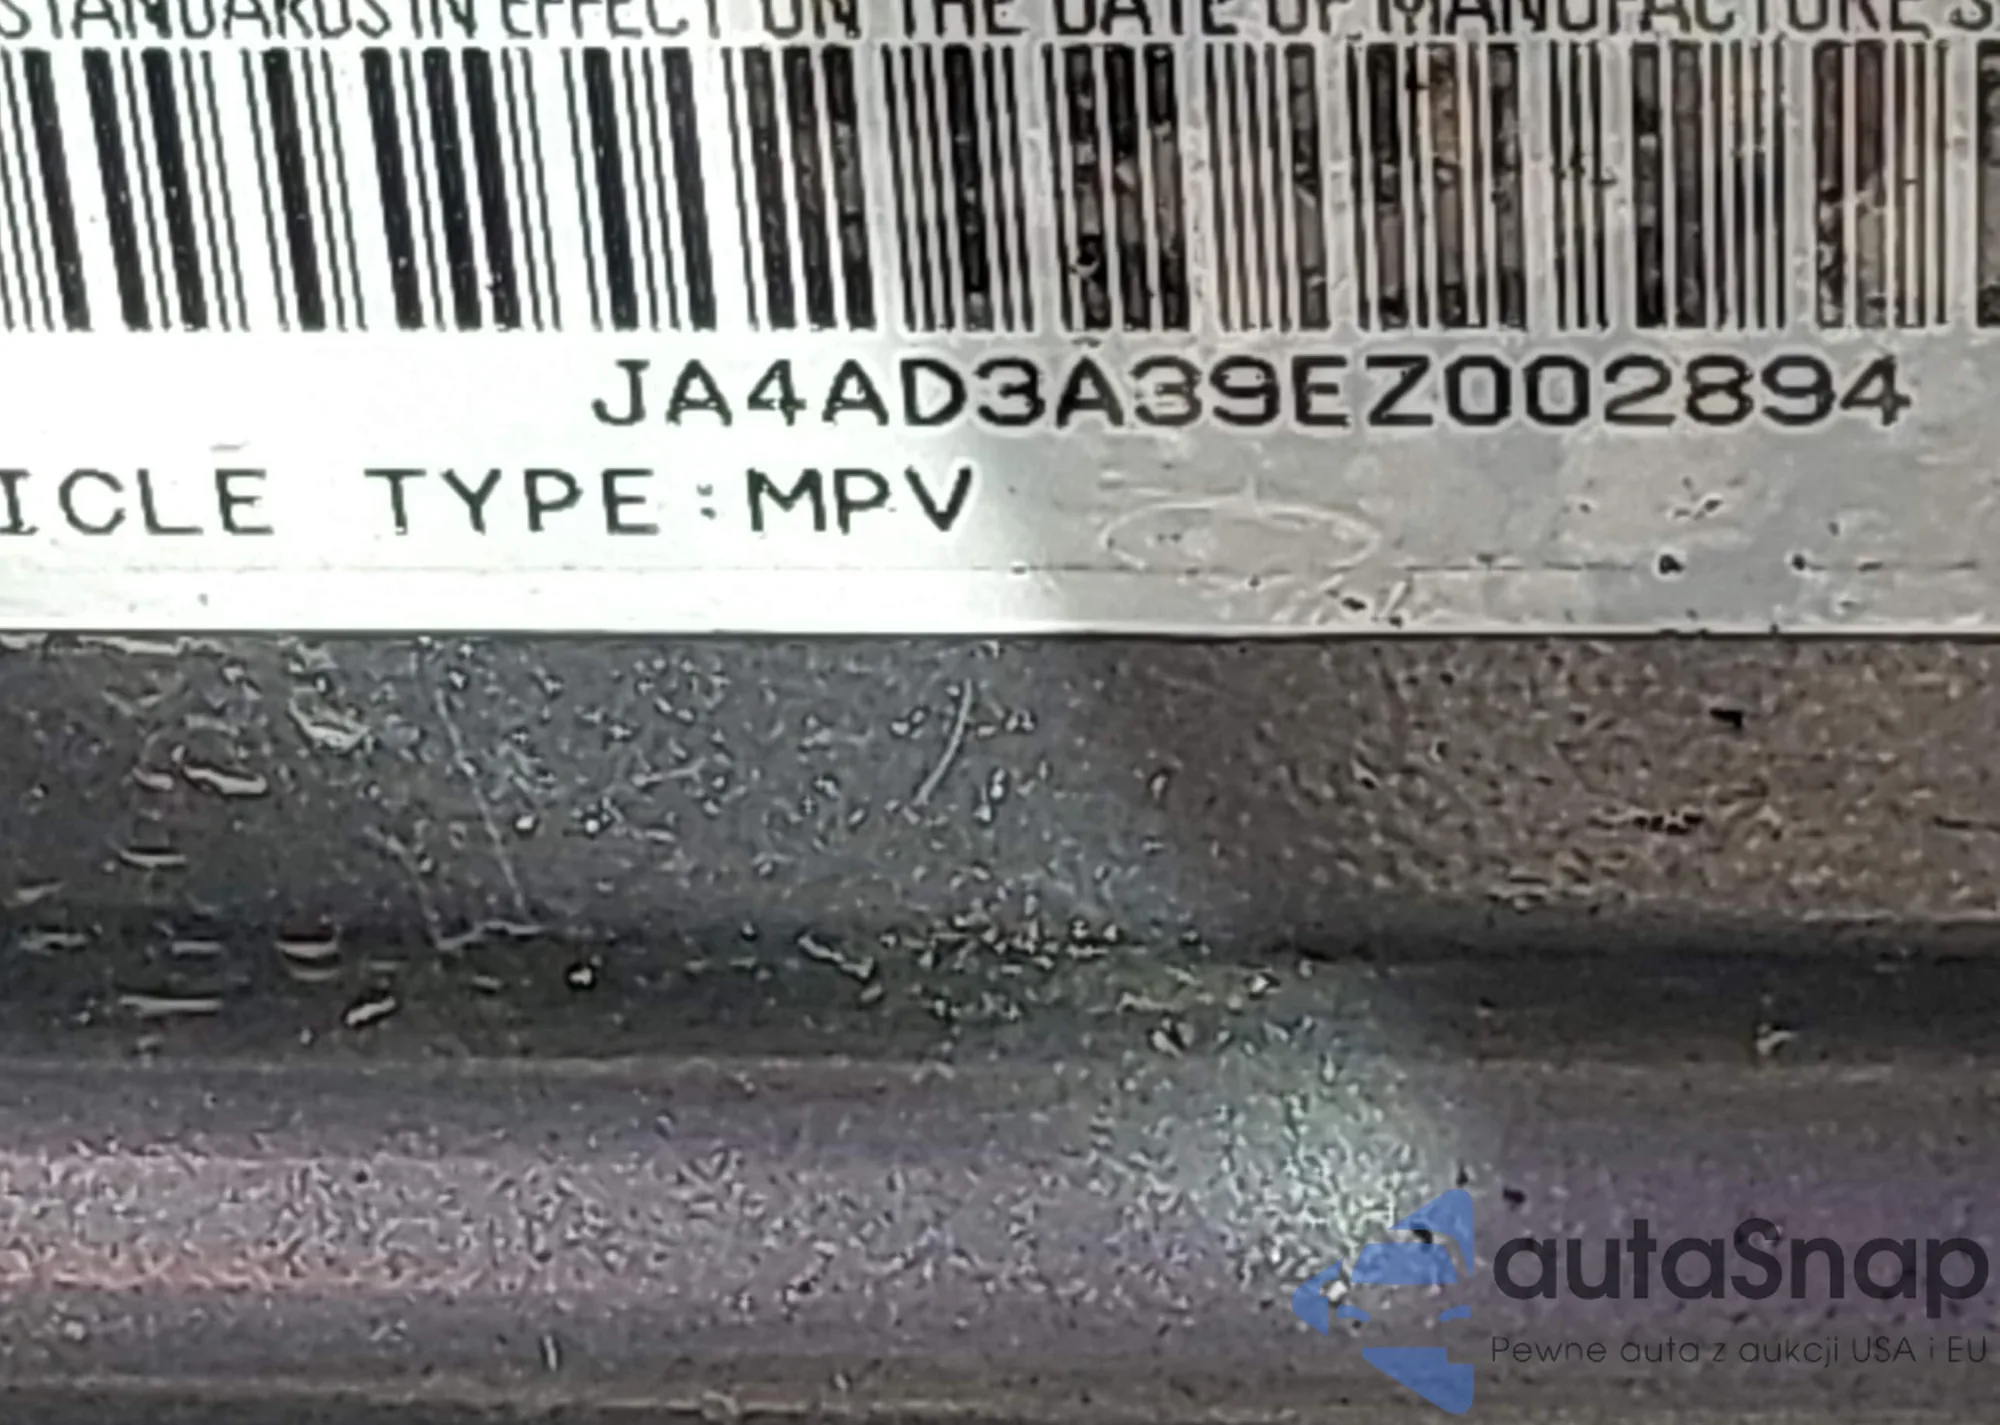 STANDARDS IN EFFECT ON THE DATE OF MANUFACTURE S
JA4AD3A39EZ002894
ICLE TYPE:MPV
autaSnap
Pewne auta z aukcji USA i EU